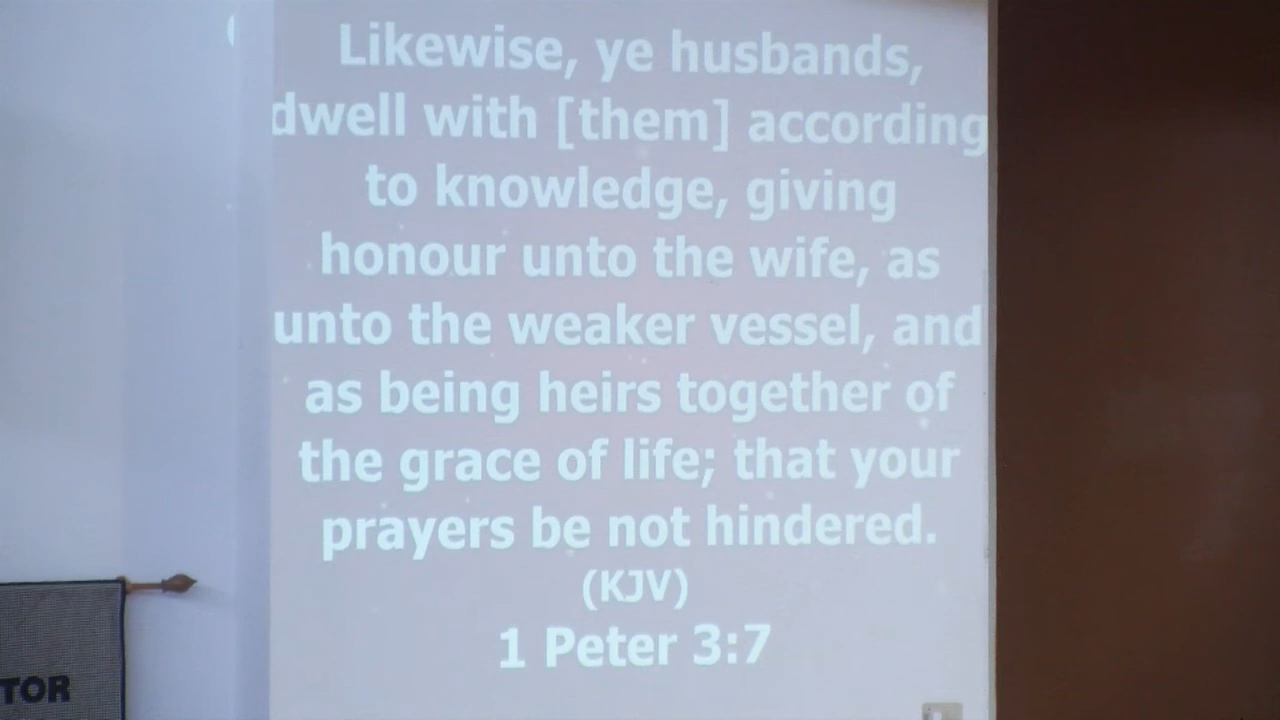 Likewise, ye husbands,
dwell with [them] according
to knowledge, giving
honour unto the wife, as
unto the weaker vessel, and
as being heirs together of
the grace of life; that your
prayers be not hindered.
(KJV)
1 Peter 3:7
TOR